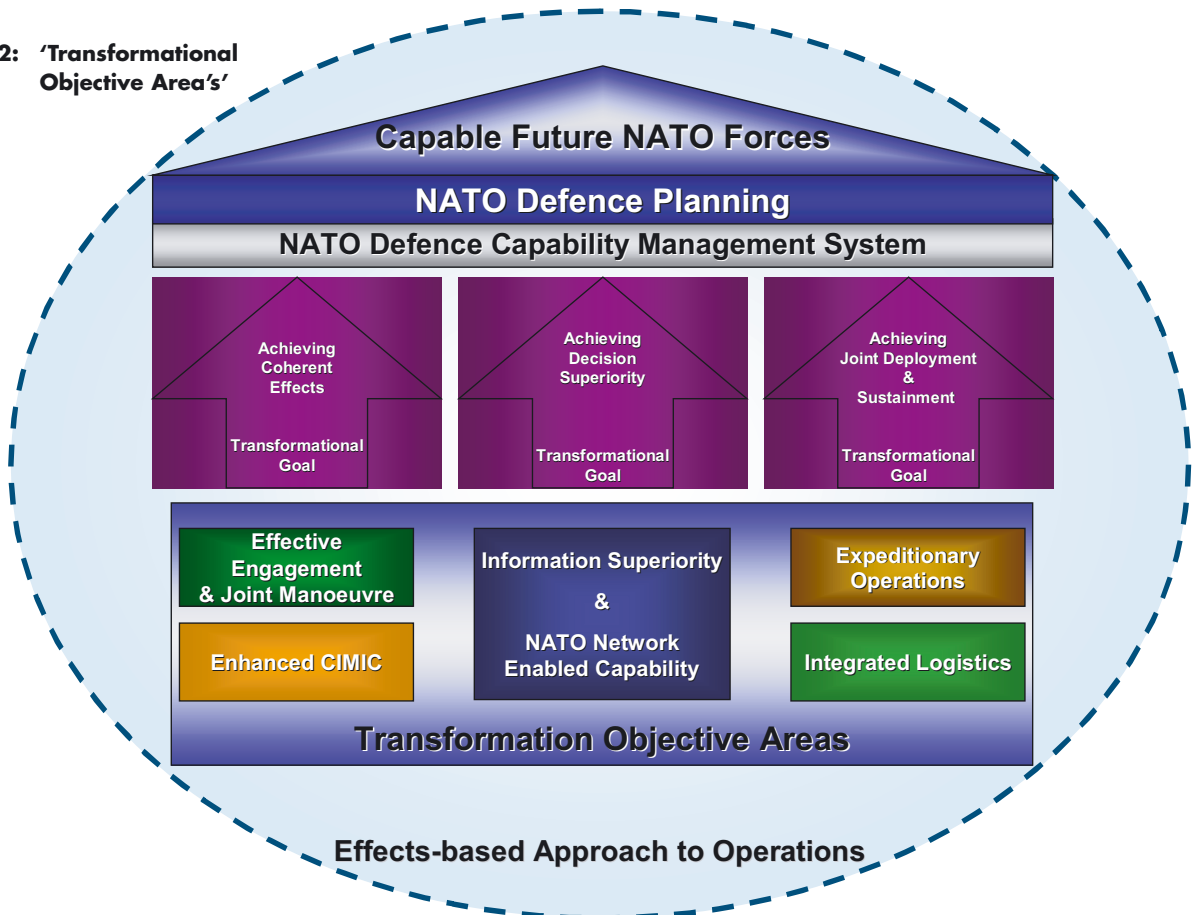 2: ‘Transformational
Objective Area’s’
Capable Future NATO Forces
NATO Defence Planning
NATO Defence Capability Management System
Achieving
Coherent
Effects
Transformational
Goal
Achieving
Decision
Superiority
Transformational
Goal
Achieving
Joint Deployment
&
Sustainment
Transformational
Goal
Effective
Engagement
& Joint Manoeuvre
Enhanced CIMIC
Information Superiority
&
NATO Network
Enabled Capability
Expeditionary
Operations
Integrated Logistics
Transformation Objective Areas
Effects-based Approach to Operations